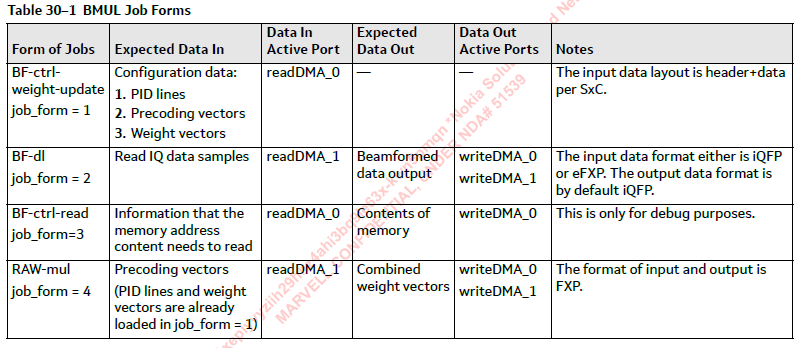 Table 30–1 BMUL Job Forms
Form of Jobs
Expected Data In
Data In
Active Port
Expected
Data Out
Data Out
Active Ports
Notes
BF-ctrl-
weight-update
job_form = 1
Configuration data:
1. PID lines
2. Precoding vectors
3. Weight vectors
readDMA_0
—
—
The input data layout is header+data
per SxC.
BF-dl
job_form = 2
Read IQ data samples
readDMA_1
Beamformed
data output
writeDMA_0
writeDMA_1
The input data format either is iQFP
or eFXP. The output data format is
by default iQFP.
BF-ctrl-read
job_form=3
Information that the
memory address
content needs to read
readDMA_0
Contents of
memory
writeDMA_0
This is only for debug purposes.
RAW-mul
job_form = 4
Precoding vectors
(PID lines and weight
vectors are already
loaded in job_form = 1)
readDMA_1
Combined
weight vectors
writeDMA_0
writeDMA_1
The format of input and output is
FXP.
*Nokia
MARVELL CONFIDENTIAL, UNDER NDA# 51539